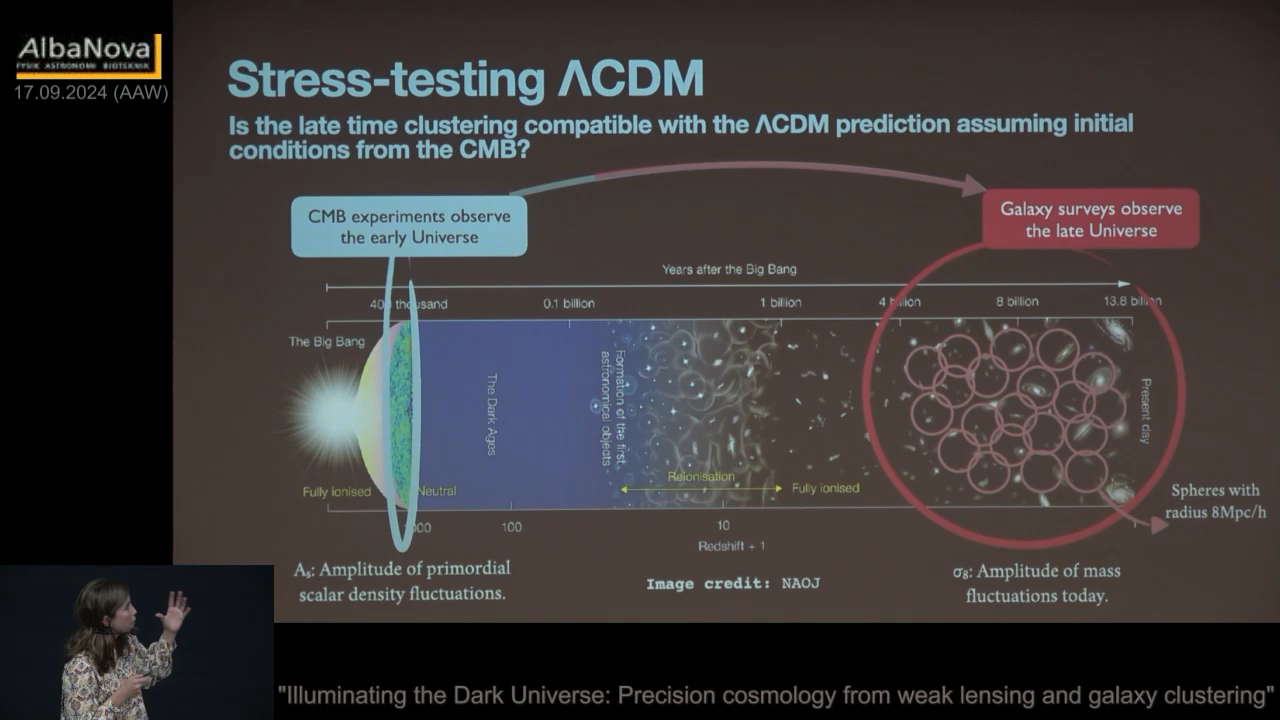 AlbaNova
FYSIK ASTRONOMI BIOTEKNIK
17.09.2024 (AAW)
Stress-testing ΛCDM
Is the late time clustering compatible with the ΛCDM prediction assuming initial
conditions from the CMB?
CMB experiments observe
the early Universe
Galaxy surveys observe
the late Universe
Years after the Big Bang
400 thousand
0.1 billion
1 billion
4 billion
8 billion
13.8 billion
The Big Bang
The Dark Ages
Formation of the first
astronomical objects
Present day
Fully ionised
Neutral
Reionisation
Fully ionised
Spheres with
radius 8Mpc/h
1000
100
10
Redshift + 1
Aₛ: Amplitude of primordial
scalar density fluctuations.
Image credit: NAOJ
σ₈: Amplitude of mass
fluctuations today.
"Illuminating the Dark Universe: Precision cosmology from weak lensing and galaxy clustering"